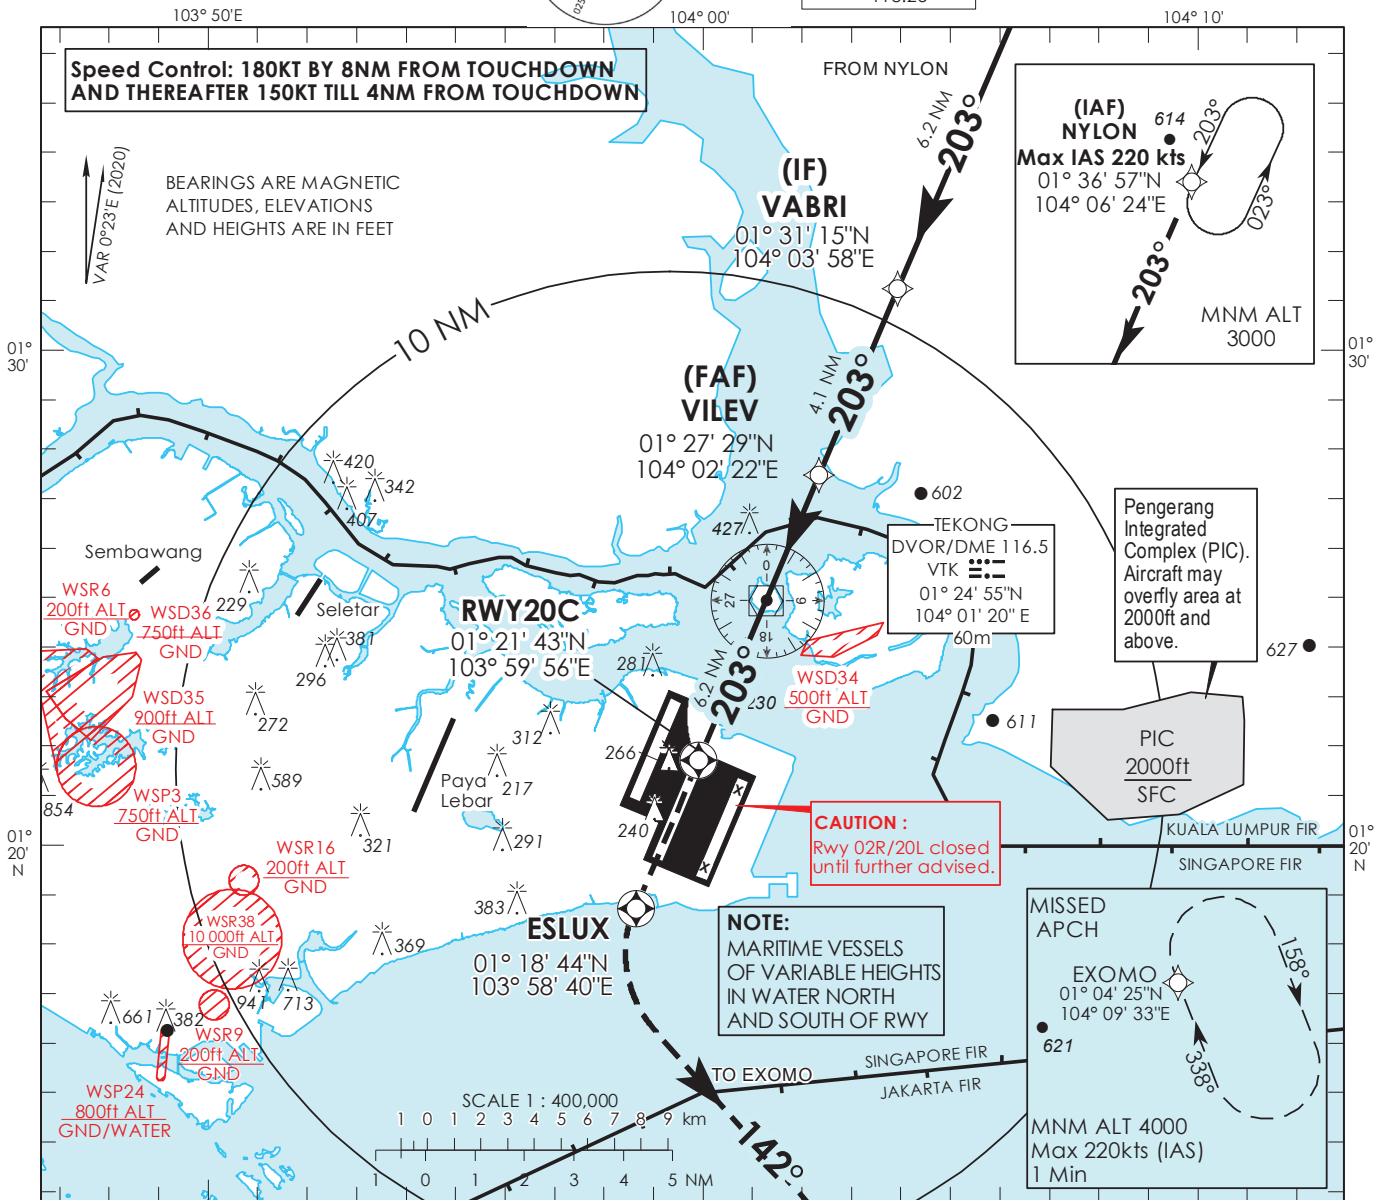 103° 50'E
104° 00'
104° 10'
025
Speed Control: 180KT BY 8NM FROM TOUCHDOWN
AND THEREAFTER 150KT TILL 4NM FROM TOUCHDOWN
FROM NYLON
6.2 NM
203°
(IAF)
NYLON
Max IAS 220 kts
01° 36' 57"N
104° 06' 24"E
614
203°
023°
203°
MNM ALT
3000
VAR 0°23'E (2020)
BEARINGS ARE MAGNETIC
ALTITUDES, ELEVATIONS
AND HEIGHTS ARE IN FEET
(IF)
VABRI
01° 31' 15"N
104° 03' 58"E
10 NM
01°
30'
01°
30'
4.1 NM
203°
(FAF)
VILEV
01° 27' 29"N
104° 02' 22"E
420
342
407
602
427
TEKONG
DVOR/DME 116.5
VTK
01° 24' 55"N
104° 01' 20" E
60m
Pengerang
Integrated
Complex (PIC).
Aircraft may
overfly area at
2000ft and
above.
0
9
18
27
Sembawang
WSR6
200ft ALT
GND
WSD36
750ft ALT
GND
229
Seletar
RWY20C
01° 21' 43"N
103° 59' 56"E
381
296
281
6.2 NM
203°
230
WSD34
500ft ALT
GND
627
611
WSD35
900ft ALT
GND
272
312
266
PIC
2000ft
SFC
589
217
Paya
Lebar
854
WSP3
750ft ALT
GND
321
291
240
X
X
CAUTION :
Rwy 02R/20L closed
until further advised.
KUALA LUMPUR FIR
SINGAPORE FIR
01°
20'
N
01°
20'
N
WSR16
200ft ALT
GND
383
WSR38
10 000ft ALT
GND
369
ESLUX
01° 18' 44"N
103° 58' 40"E
NOTE:
MARITIME VESSELS
OF VARIABLE HEIGHTS
IN WATER NORTH
AND SOUTH OF RWY
MISSED
APCH
EXOMO
01° 04' 25"N
104° 09' 33"E
158°
338°
621
MNM ALT 4000
Max 220kts (IAS)
1 Min
941
713
661
382
WSR9
200ft ALT
GND
WSP24
800ft ALT
GND/WATER
TO EXOMO
SINGAPORE FIR
JAKARTA FIR
142°
SCALE 1 : 400,000
1 0 1 2 3 4 5 6 7 8 9 km
1 0 1 2 3 4 5 NM